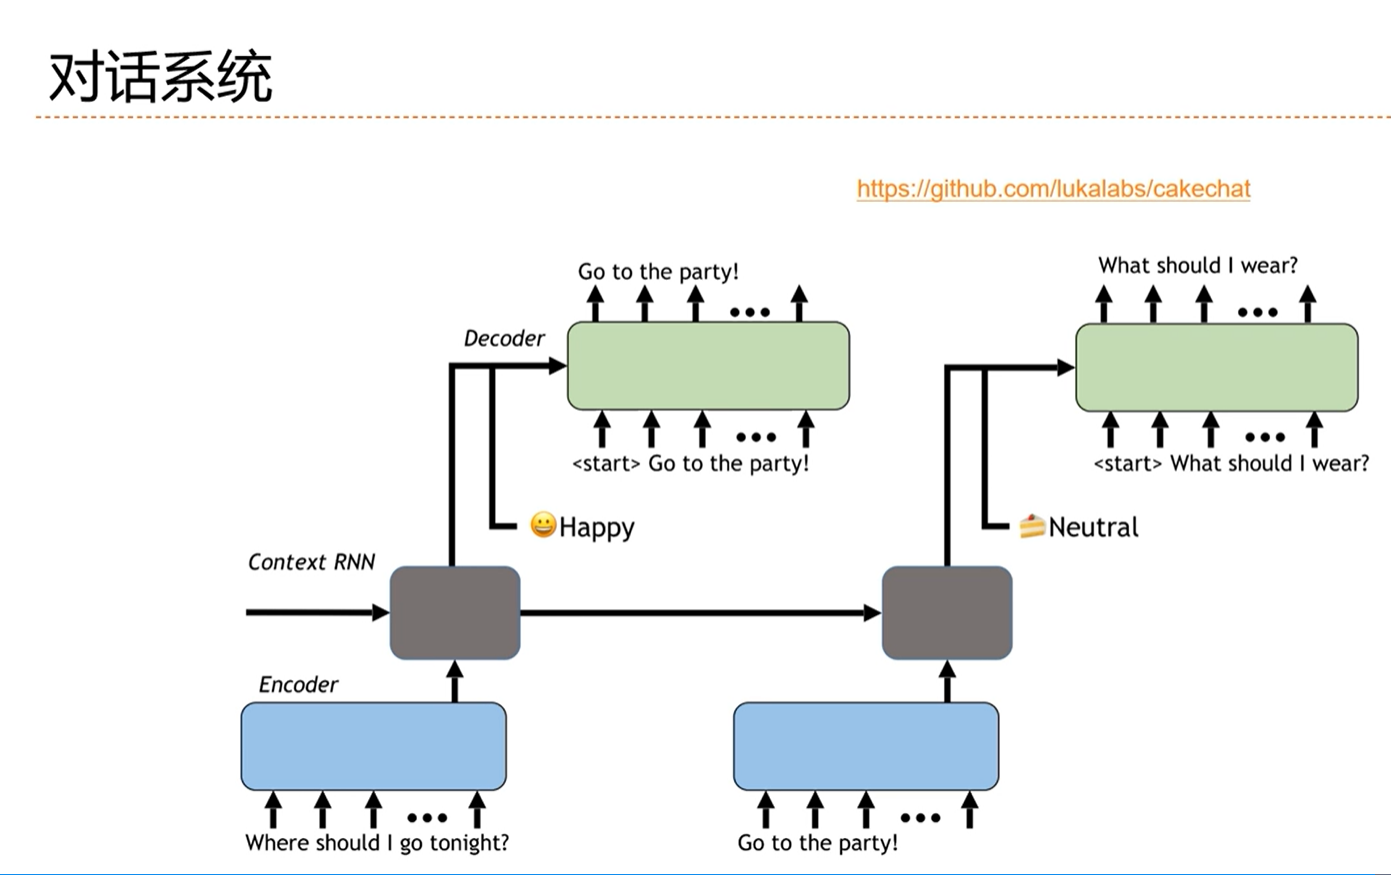 对话系统
https://github.com/lukalabs/cakechat
Go to the party!
What should I wear?
Decoder
<start> Go to the party!
<start> What should I wear?
😀Happy
🍰Neutral
Context RNN
Encoder
Where should I go tonight?
Go to the party!